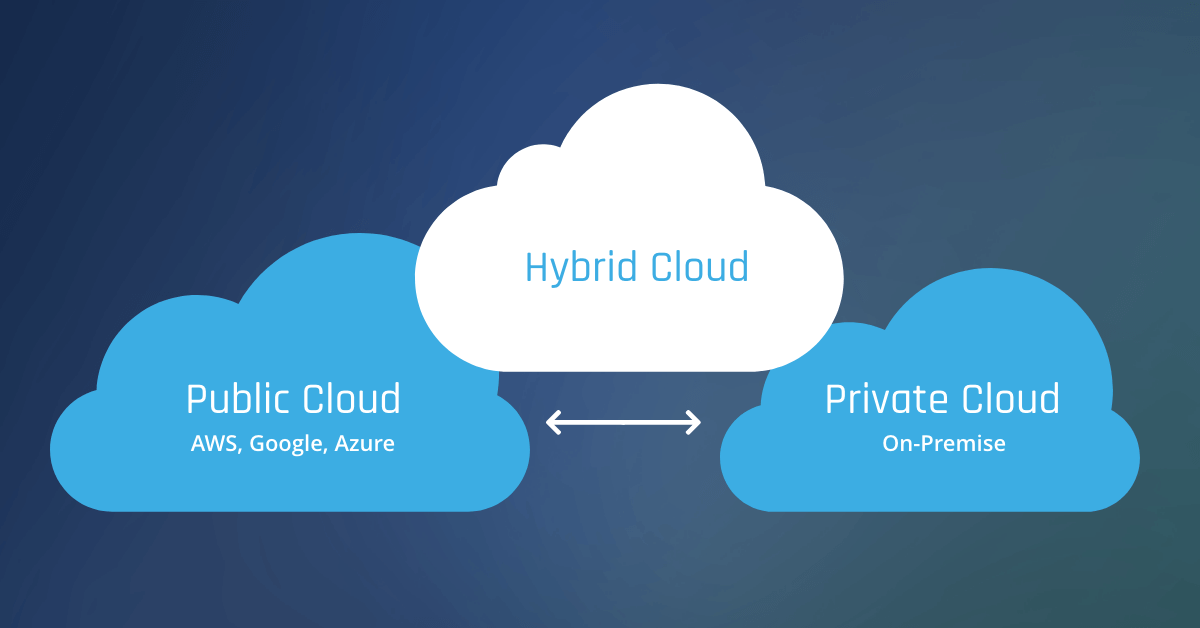 Hybrid Cloud
Public Cloud
AWS, Google, Azure
Private Cloud
On-Premise